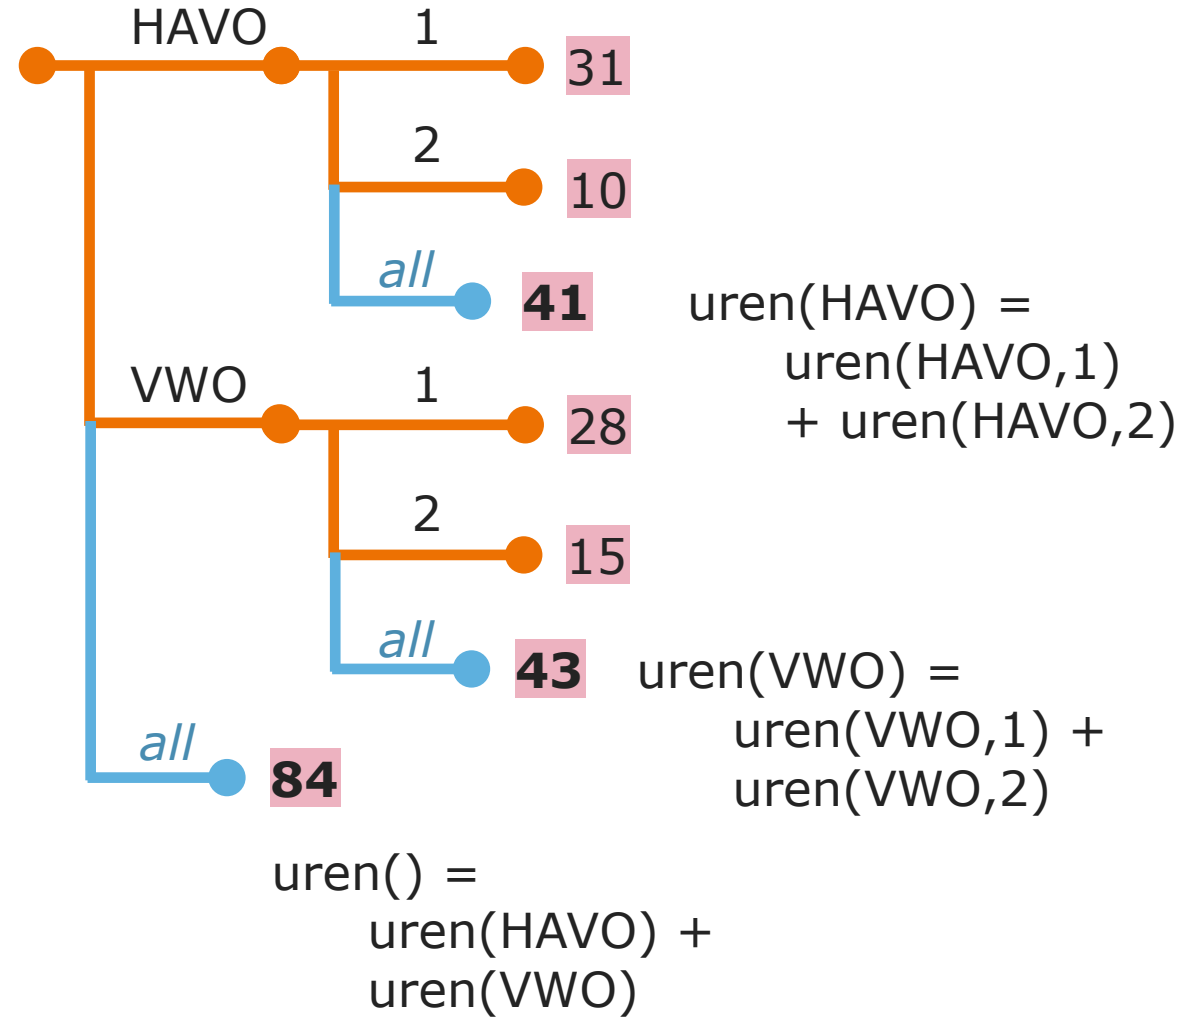 HAVO
1
31
2
10
all
41
uren(HAVO) =
uren(HAVO,1)
+ uren(HAVO,2)
VWO
1
28
2
15
all
43
uren(VWO) =
uren(VWO,1) +
uren(VWO,2)
all
84
uren() =
uren(HAVO) +
uren(VWO)